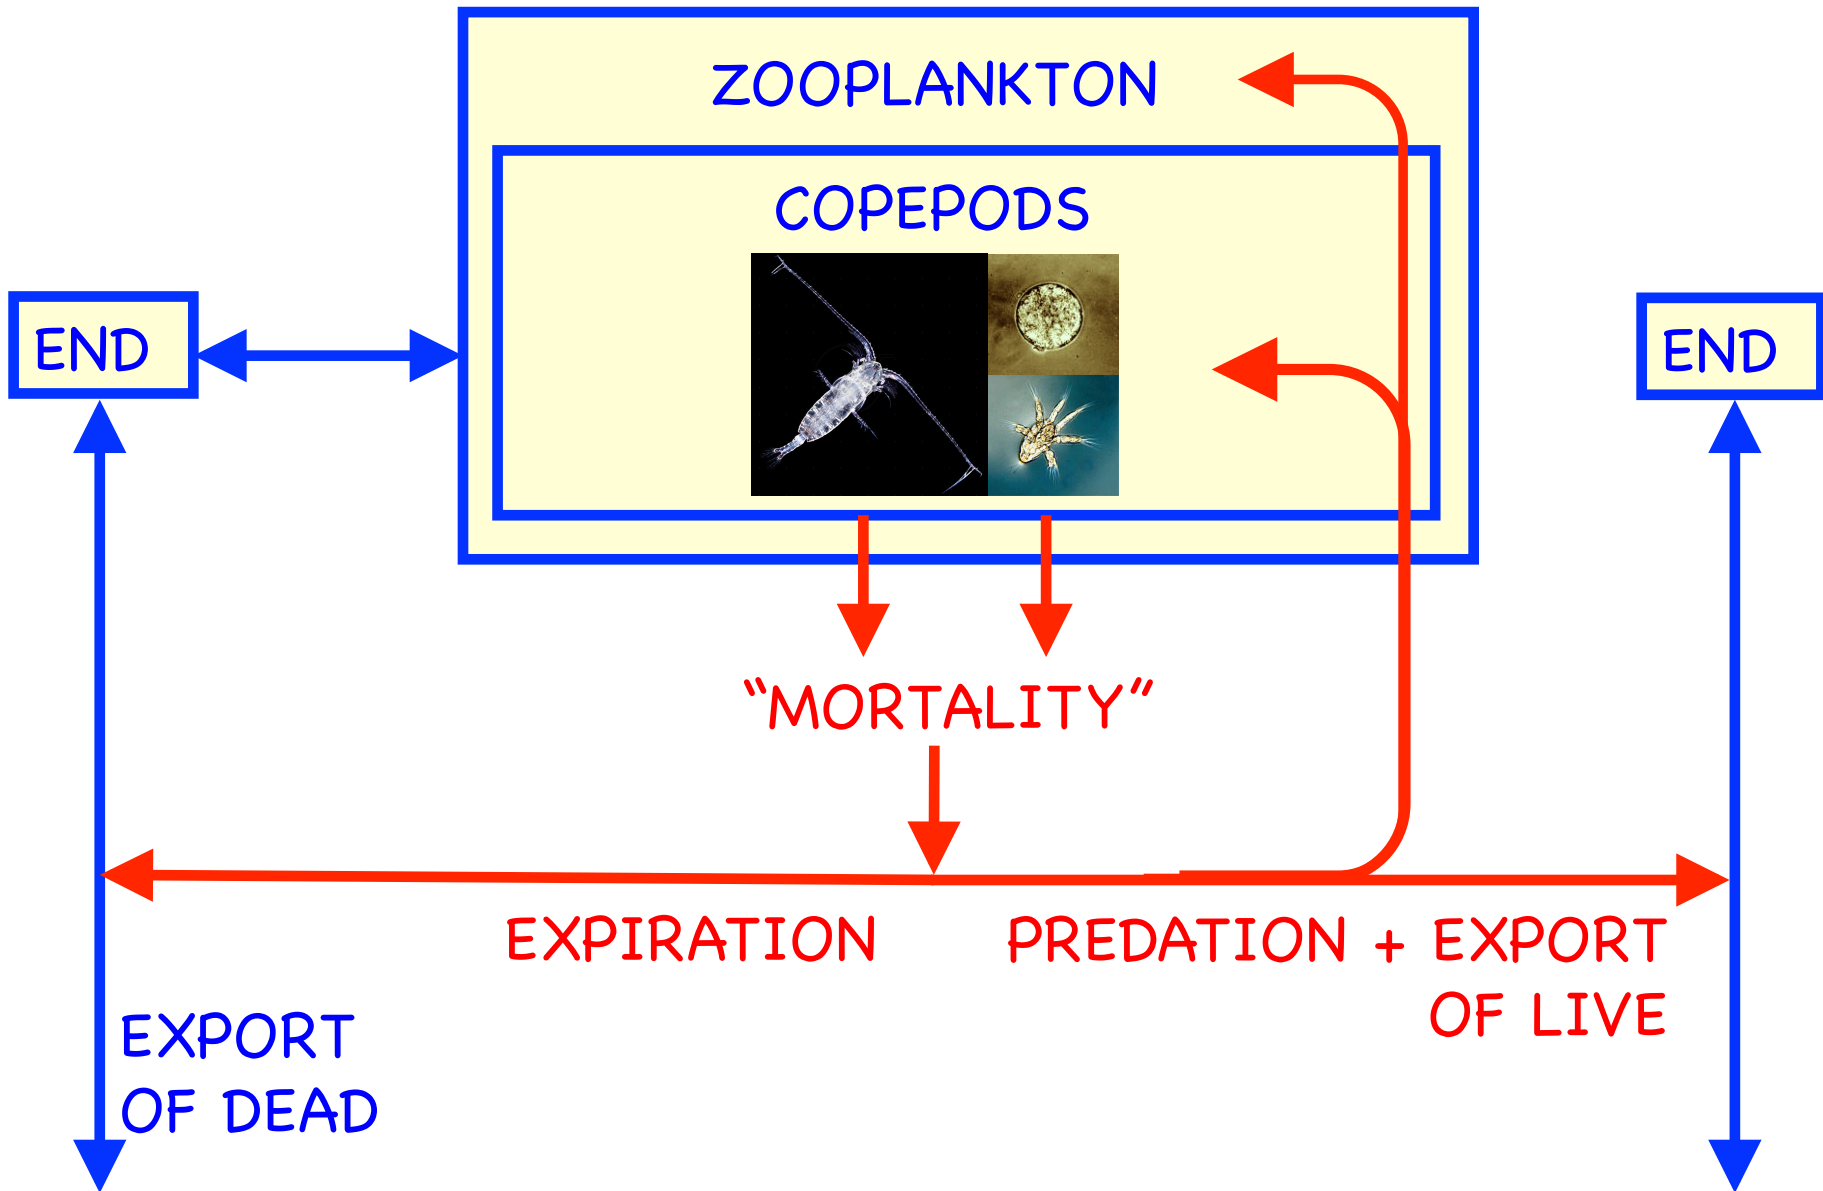 ZOOPLANKTON
COPEPODS
END
END
“MORTALITY”
EXPIRATION
PREDATION + EXPORT
OF LIVE
EXPORT
OF DEAD